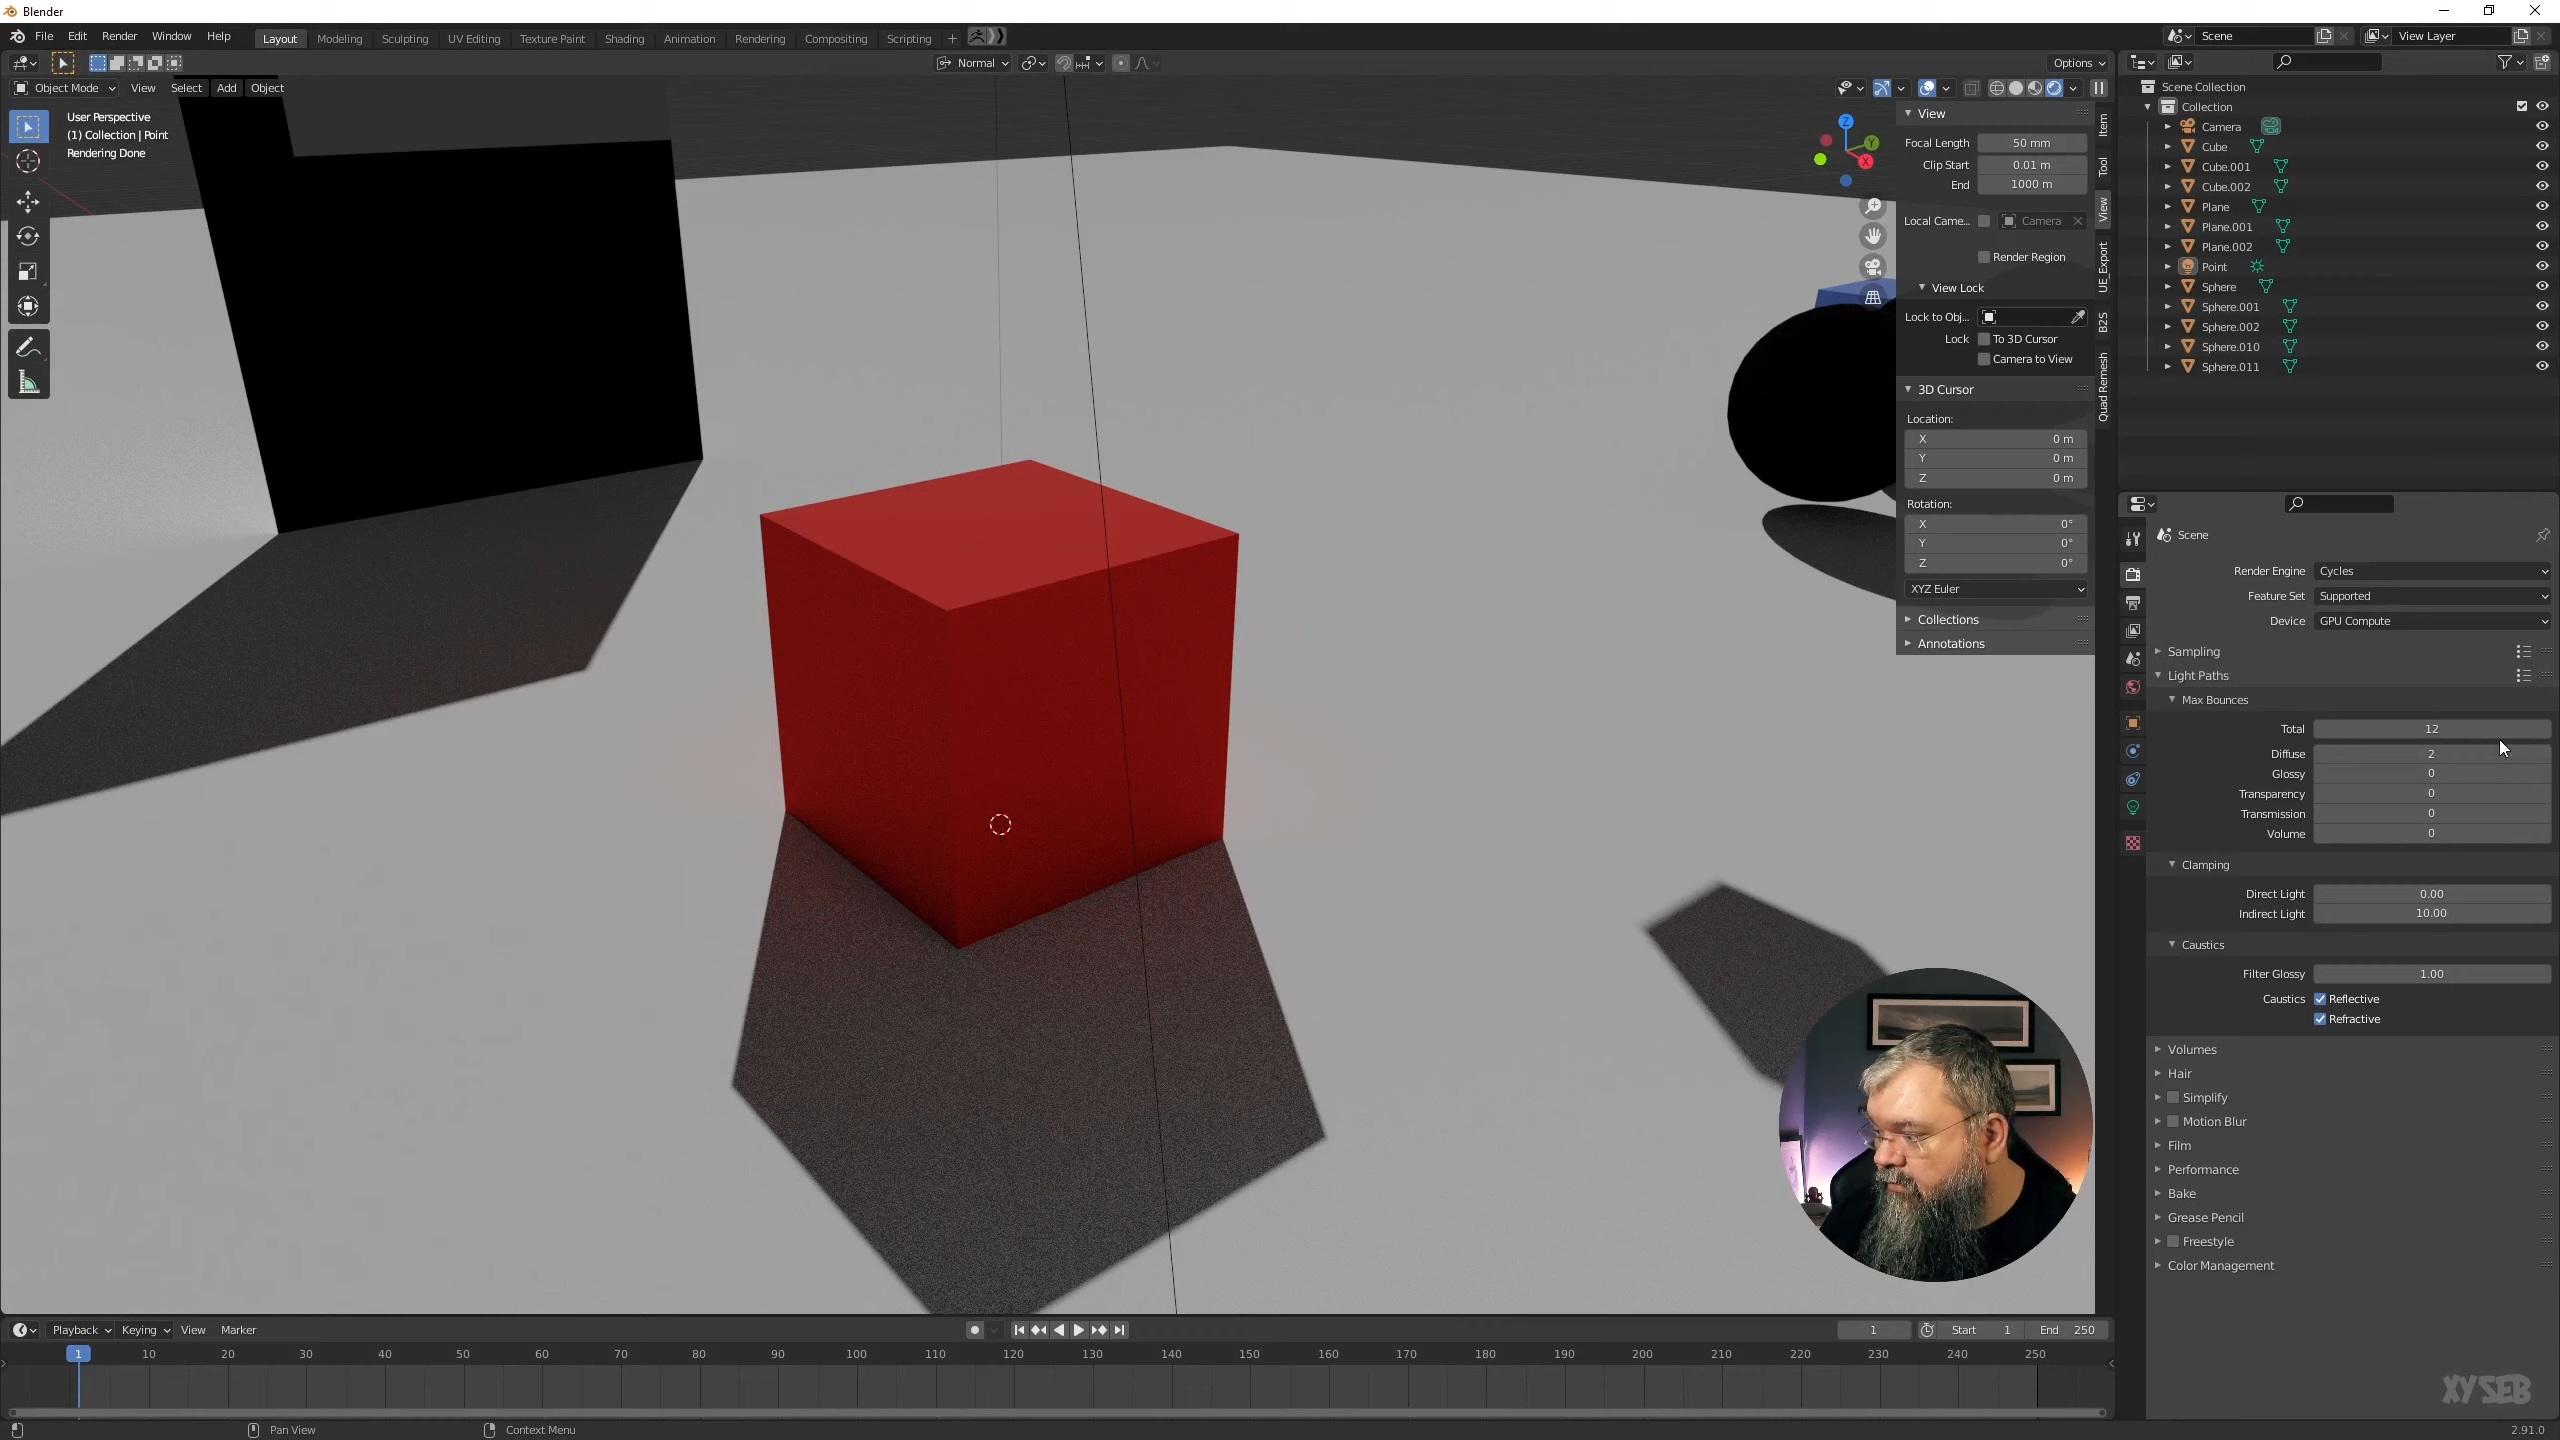 Blender
File Edit Render Window Help Layout Modeling Sculpting UV Editing Texture Paint Shading Animation Rendering Compositing Scripting + Scene View Layer
Normal Options
Object Mode View Select Add Object
User Perspective
(1) Collection | Point
Rendering Done
Z
Y
X
View
Focal Length 50 mm
Clip Start 0.01 m
End 1000 m
Local Came... Camera
Render Region
View Lock
Lock to Obj...
Lock To 3D Cursor
Camera to View
3D Cursor
Location:
X 0 m
Y 0 m
Z 0 m
Rotation:
X 0°
Y 0°
Z 0°
XYZ Euler
Collections
Annotations
Item
Tool
View
UE_Export
B2S
Quad Remesh
Scene Collection
Collection
Camera
Cube
Cube.001
Cube.002
Plane
Plane.001
Plane.002
Point
Sphere
Sphere.001
Sphere.002
Sphere.010
Sphere.011
Scene
Render Engine Cycles
Feature Set Supported
Device GPU Compute
Sampling
Light Paths
Max Bounces
Total 12
Diffuse 2
Glossy 0
Transparency 0
Transmission 0
Volume 0
Clamping
Direct Light 0.00
Indirect Light 10.00
Caustics
Filter Glossy 1.00
Caustics Reflective
Refractive
Volumes
Hair
Simplify
Motion Blur
Film
Performance
Bake
Grease Pencil
Freestyle
Color Management
XYSEB
Playback Keying View Marker 1 Start 1 End 250
1 10 20 30 40 50 60 70 80 90 100 110 120 130 140 150 160 170 180 190 200 210 220 230 240 250
Pan View Context Menu 2.91.0